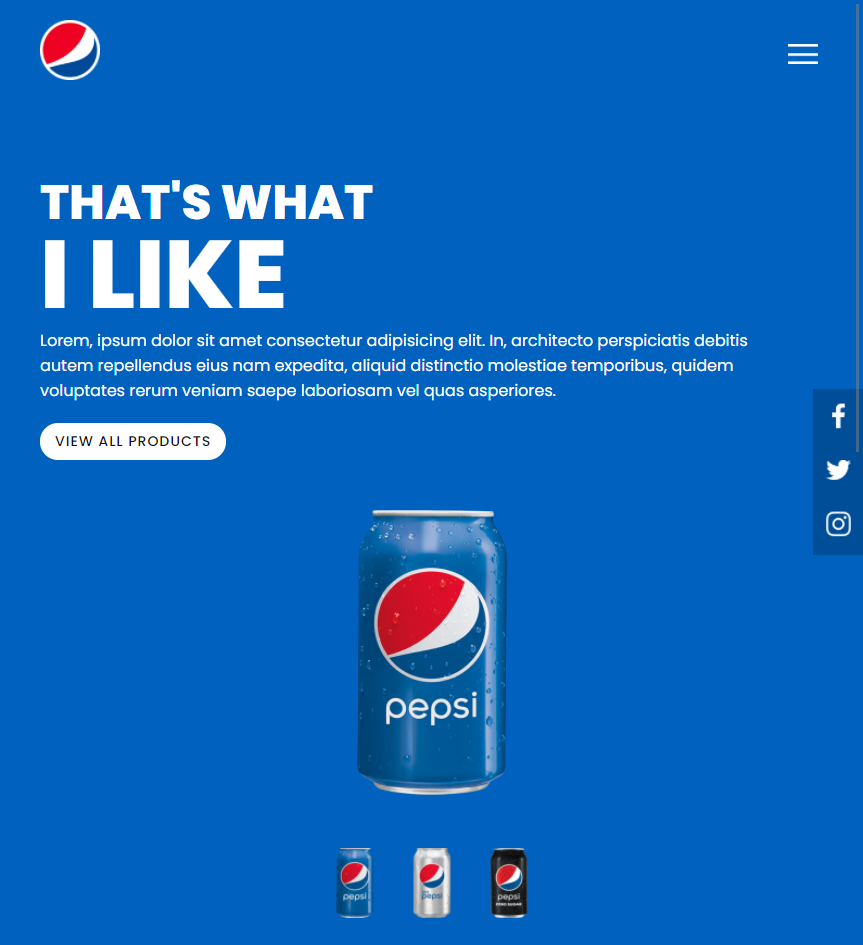 THAT'S WHAT
I LIKE
Lorem, ipsum dolor sit amet consectetur adipisicing elit. In, architecto perspiciatis debitis
autem repellendus eius nam expedita, aliquid distinctio molestiae temporibus, quidem
voluptates rerum veniam saepe laboriosam vel quas asperiores.
VIEW ALL PRODUCTS
pepsi
pepsi
pepsi
pepsi
ZERO SUGAR